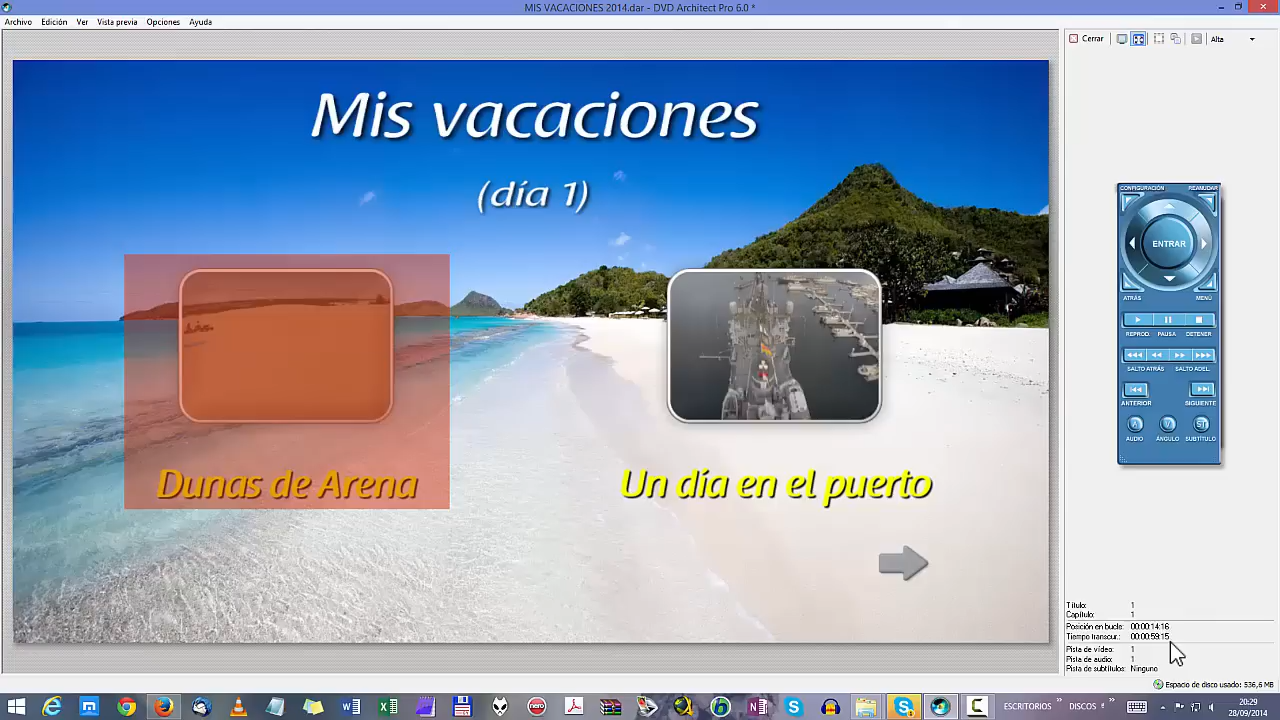 MIS VACACIONES 2014.dar - DVD Architect Pro 6.0 *
Archivo Edición Ver Vista previa Opciones Ayuda
Cerrar Alta
Mis vacaciones
(día 1)
Dunas de Arena
Un día en el puerto
CONFIGURACIÓN REANUDAR
ENTRAR
ATRÁS MENÚ
REPROD. PAUSA DETENER
SALTO ATRÁS SALTO ADEL.
ANTERIOR SIGUIENTE
AUDIO ÁNGULO SUBTÍTULO
Título: 1
Capítulo: 1
Posición en bucle: 00:00:14:16
Tiempo transcur.: 00:00:59:15
Pista de vídeo: 1
Pista de audio: 1
Pista de subtítulos: Ninguno
Espacio de disco usado: 536,6 MB
ESCRITORIOS » DISCOS
20:29
28/09/2014